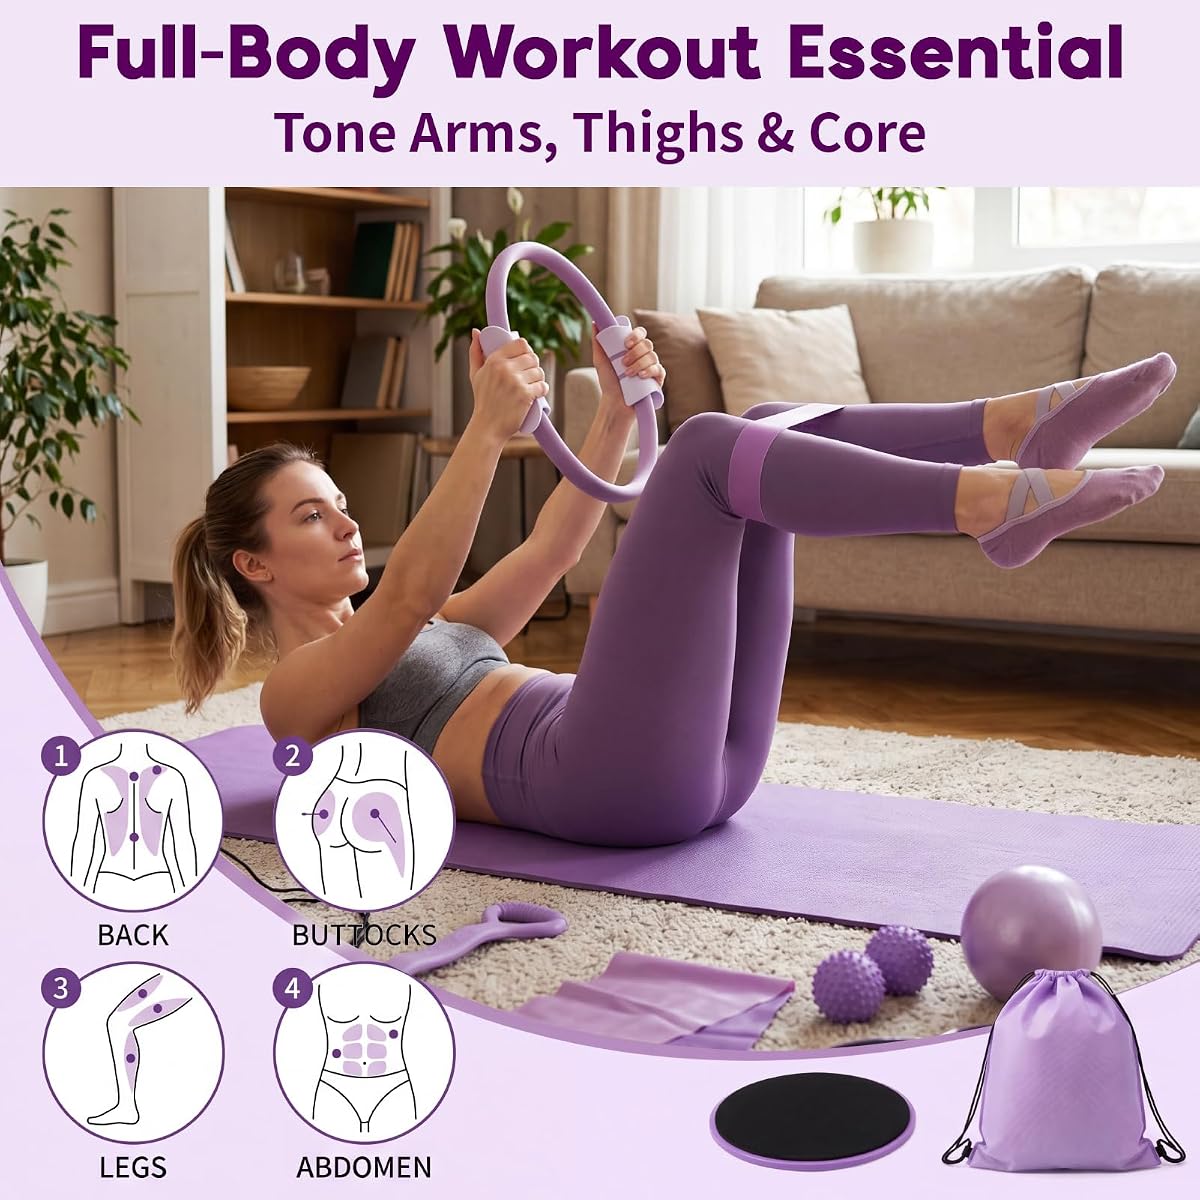 Full-Body Workout Essential
Tone Arms, Thighs & Core
1
BACK
2
BUTTOCKS
3
LEGS
4
ABDOMEN